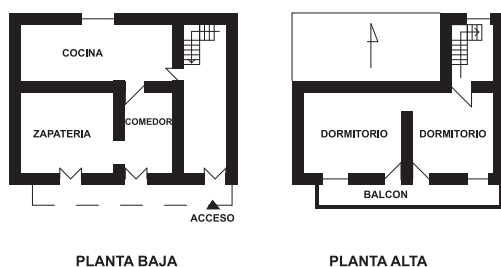 COCINA
ZAPATERIA
COMEDOR
ACCESO
PLANTA BAJA
DORMITORIO
DORMITORIO
BALCON
PLANTA ALTA